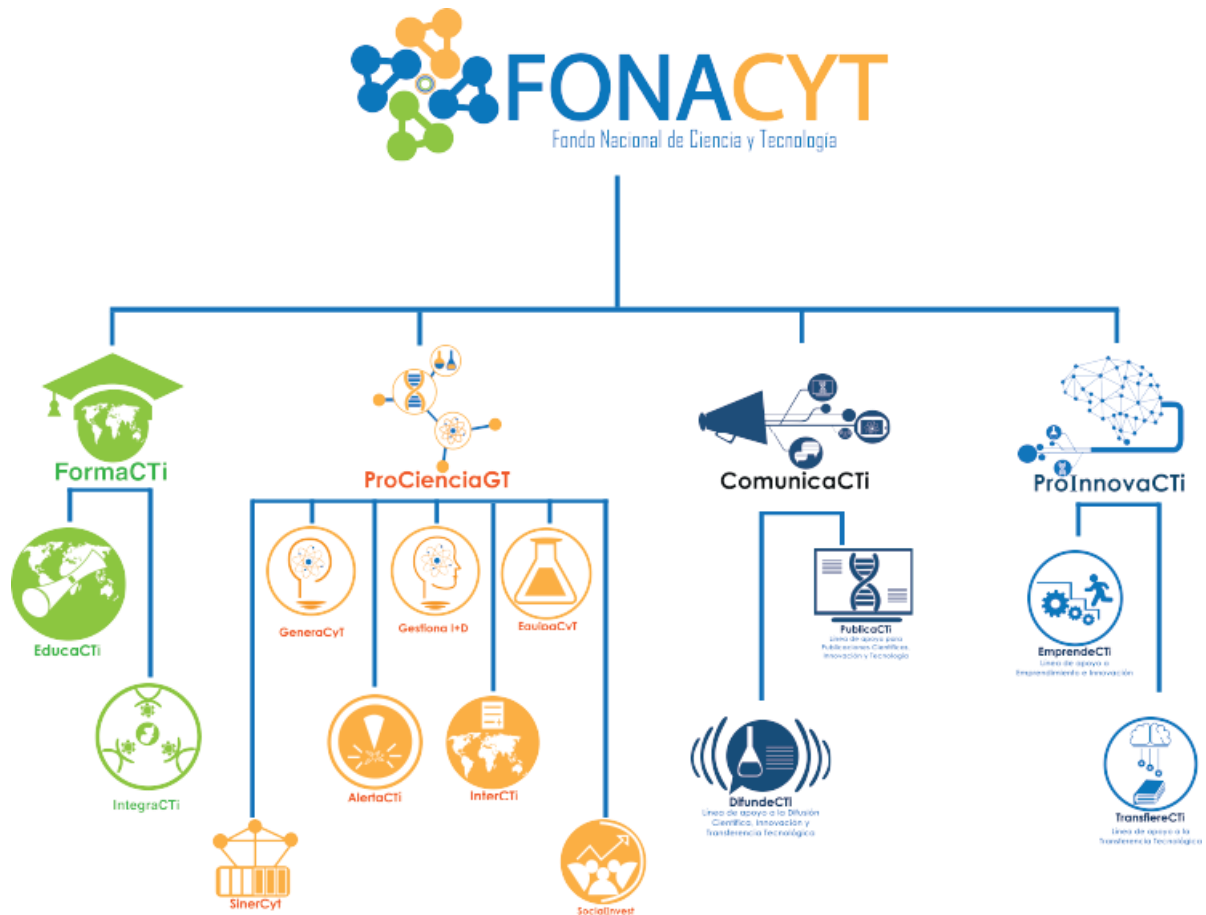 FONACYT
Fondo Nacional de Ciencia y Tecnología
FormaCTi
ProCienciaGT
ComunicaCTi
ProInnovaCTi
EducaCTi
IntegraCTi
GeneraCyT
Gestiona I+D
EquipaCyT
AlertaCTi
InterCTi
SinerCyt
SocialInvest
PublicaCTi
Línea de apoyo para
Publicaciones Científicas
Innovación y Tecnología
DifundeCTi
Línea de apoyo a la Difusión
Científica, Innovación y
Transferencia Tecnológica
EmprendeCTi
Línea de apoyo a
Emprendimiento e Innovación
TransfiereCTi
Línea de apoyo a la
Transferencia Tecnológica